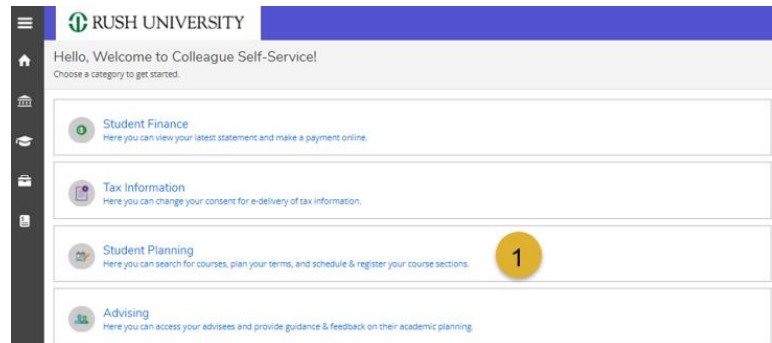 RUSH UNIVERSITY
Hello, Welcome to Colleague Self-Service!
Choose a category to get started.
Student Finance
Here you can view your latest statement and make a payment online.
Tax Information
Here you can change your consent for e-delivery of tax information.
Student Planning
Here you can search for courses, plan your terms, and schedule & register your course sections.
1
Advising
Here you can access your advisees and provide guidance & feedback on their academic planning.